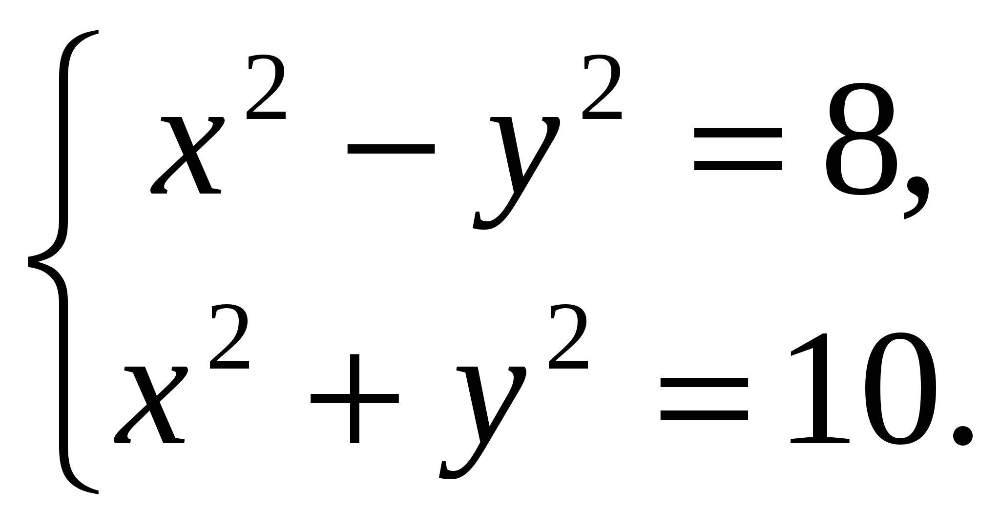 x² − y² = 8,
x² + y² = 10.